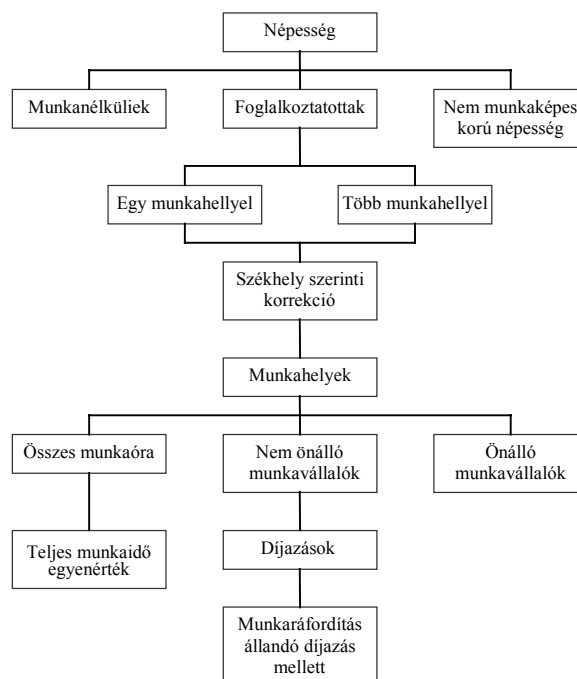 Népesség
Munkanélküliek
Foglalkoztatottak
Nem munkaképes
korú népesség
Egy munkahellyel
Több munkahellyel
Székhely szerinti
korrekció
Munkahelyek
Összes munkaóra
Nem önálló
munkavállalók
Önálló
munkavállalók
Teljes munkaidő
egyenérték
Díjazások
Munkaráfordítás
állandó díjazás
mellett